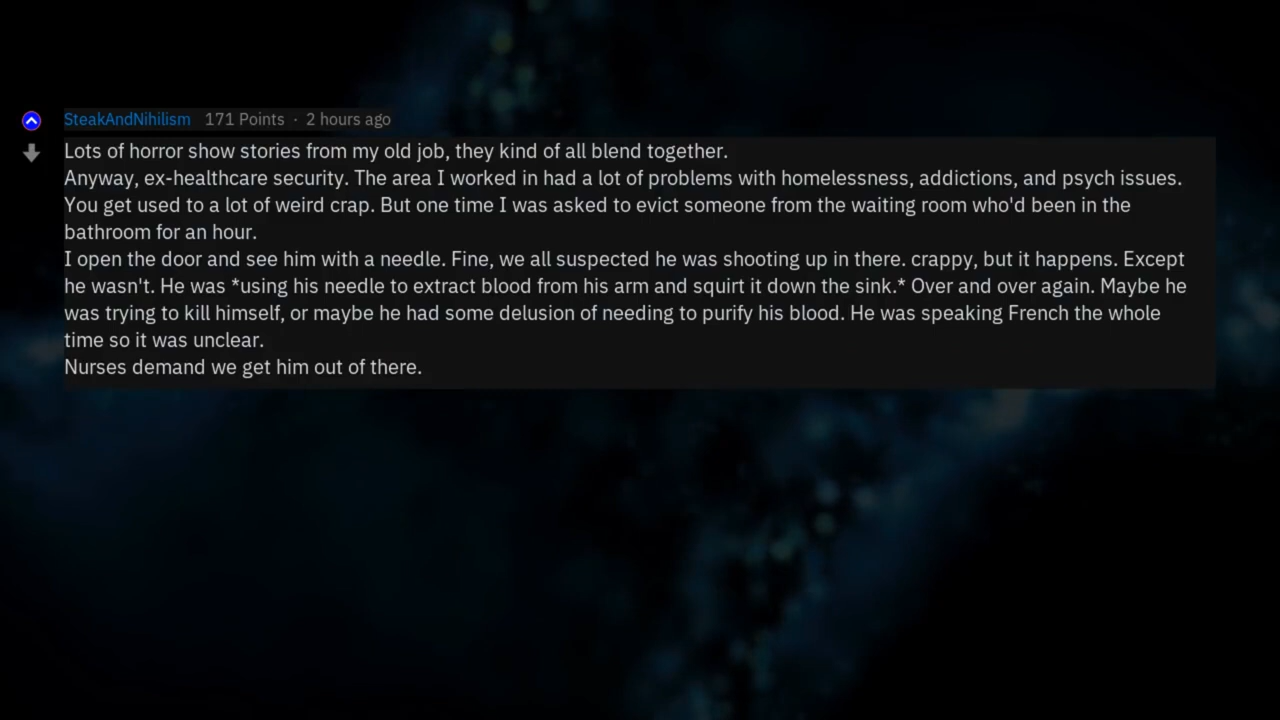 SteakAndNihilism 171 Points · 2 hours ago
Lots of horror show stories from my old job, they kind of all blend together.
Anyway, ex-healthcare security. The area I worked in had a lot of problems with homelessness, addictions, and psych issues.
You get used to a lot of weird crap. But one time I was asked to evict someone from the waiting room who'd been in the
bathroom for an hour.
I open the door and see him with a needle. Fine, we all suspected he was shooting up in there. crappy, but it happens. Except
he wasn't. He was *using his needle to extract blood from his arm and squirt it down the sink.* Over and over again. Maybe he
was trying to kill himself, or maybe he had some delusion of needing to purify his blood. He was speaking French the whole
time so it was unclear.
Nurses demand we get him out of there.